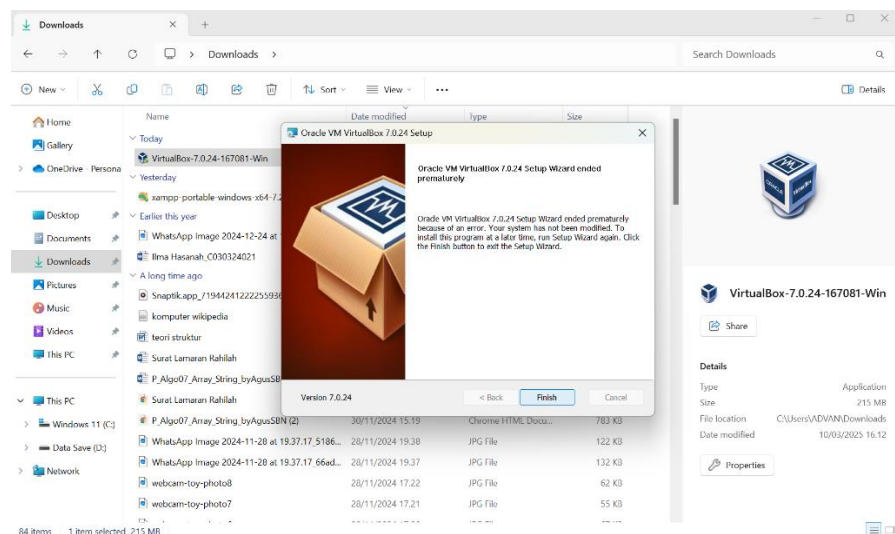 Downloads
Downloads
Search Downloads
New
Sort
View
Details
Home
Gallery
OneDrive - Persona
Desktop
Documents
Downloads
Pictures
Music
Videos
This PC
This PC
Windows 11 (C:)
Data Save (D:)
Network
Name Date modified Type Size
Today
VirtualBox-7.0.24-167081-Win
Yesterday
xampp-portable-windows-x64-7.2
Earlier this year
WhatsApp Image 2024-12-24 at
Ilma Hasanah_C030324021
A long time ago
Snaptik.app_7194424122225593
komputer wikipedia
teori struktur
Surat Lamaran Rahilah
P_Algo07_Array_String_byAgusSB
Surat Lamaran Rahilah
P_Algo07_Array_String_byAgusSBN (2) 30/11/2024 15.19 Chrome HTML Docu... 783 KB
WhatsApp Image 2024-11-28 at 19.37.17_5186... 28/11/2024 19.38 JPG File 122 KB
WhatsApp Image 2024-11-28 at 19.37.17_66ad... 28/11/2024 19.37 JPG File 132 KB
webcam-toy-photo8 28/11/2024 17.22 JPG File 62 KB
webcam-toy-photo7 28/11/2024 17.21 JPG File 55 KB
Oracle VM VirtualBox 7.0.24 Setup
Oracle VM VirtualBox 7.0.24 Setup Wizard ended
prematurely
Oracle VM VirtualBox 7.0.24 Setup Wizard ended prematurely
because of an error. Your system has not been modified. To
install this program at a later time, run Setup Wizard again. Click
the Finish button to exit the Setup Wizard.
Version 7.0.24
< Back Finish Cancel
VirtualBox-7.0.24-167081-Win
Share
Details
Type Application
Size 215 MB
File location C:\Users\ADVAN\Downloads
Date modified 10/03/2025 16.12
Properties
84 items 1 item selected 215 MB